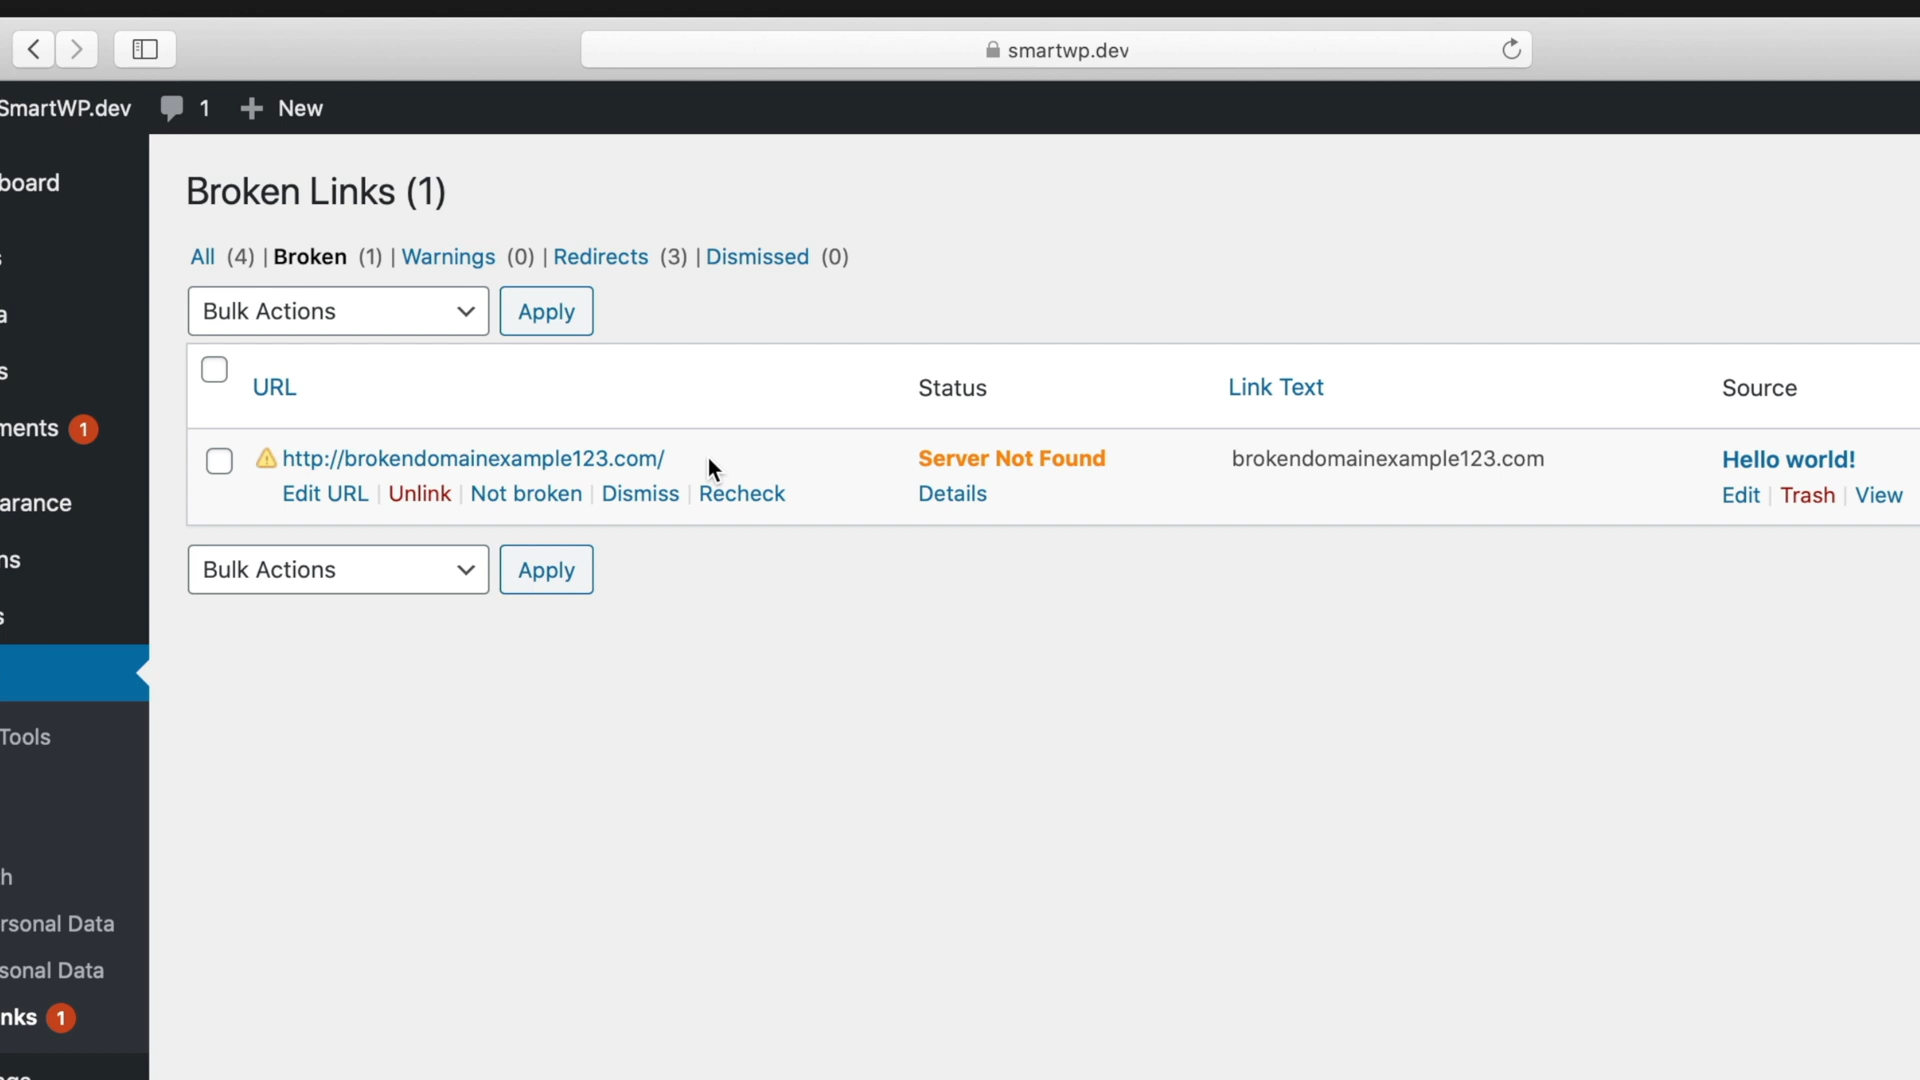 smartwp.dev
SmartWP.dev 1 + New
board
Broken Links (1)
All (4) | Broken (1) | Warnings (0) | Redirects (3) | Dismissed (0)
s
Bulk Actions Apply
a
s
URL Status Link Text Source
ments 1
http://brokendomainexample123.com/ Server Not Found brokendomainexample123.com Hello world!
Edit URL | Unlink | Not broken | Dismiss | Recheck Details Edit | Trash | View
arance
ns
Bulk Actions Apply
s
Tools
h
rsonal Data
sonal Data
nks 1